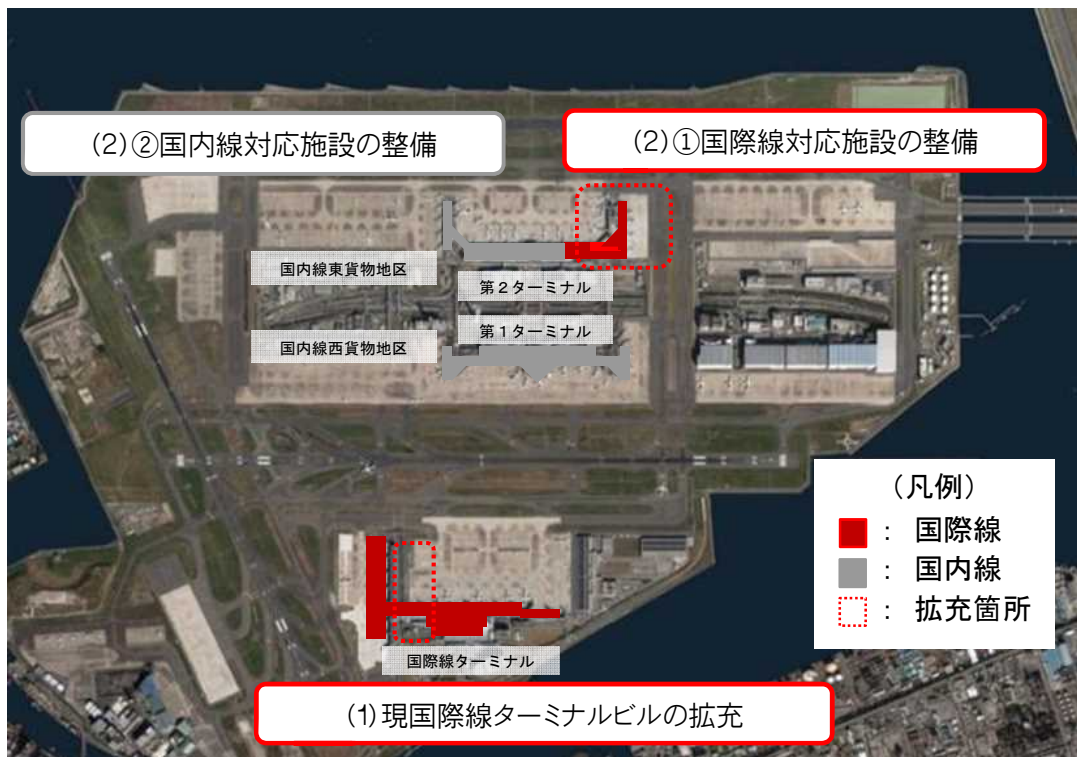 (2)②国内線対応施設の整備
(2)①国際線対応施設の整備
国内線東貨物地区
第2ターミナル
第1ターミナル
国内線西貨物地区
(凡例)
: 国際線
: 国内線
: 拡充箇所
国際線ターミナル
(1)現国際線ターミナルビルの拡充